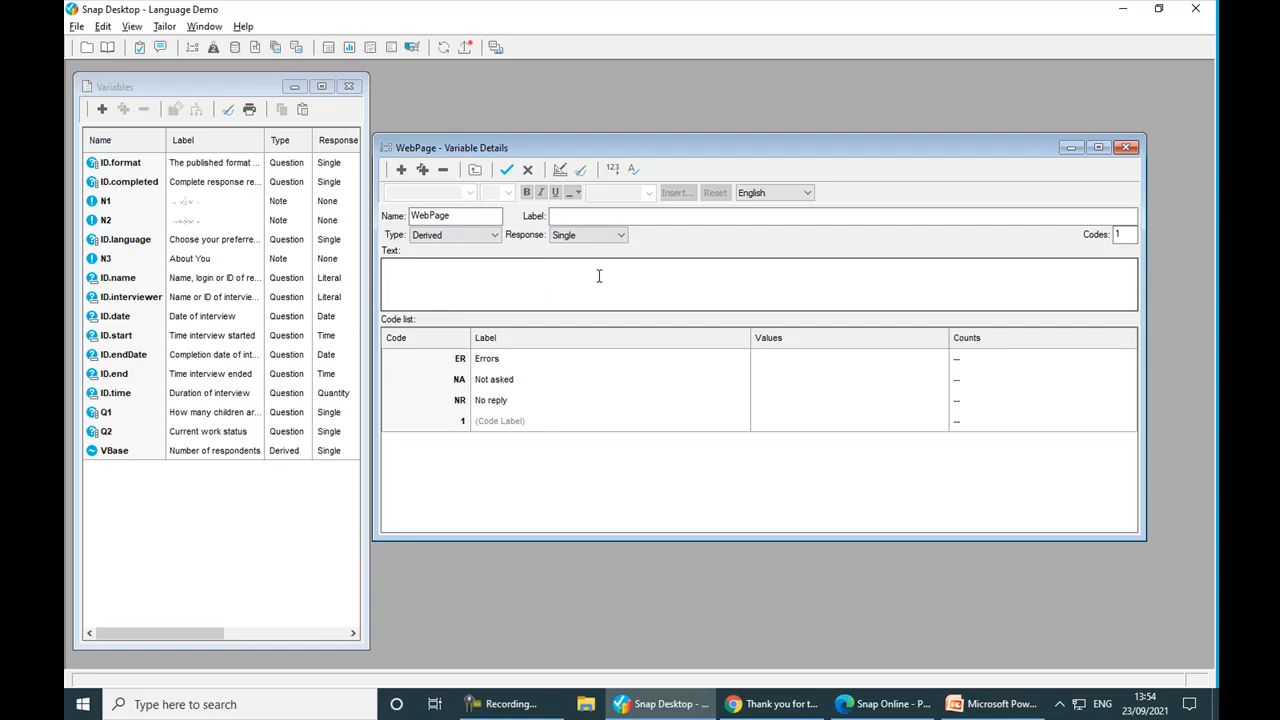 Snap Desktop - Language Demo
File Edit View Tailor Window Help
Variables
Name Label Type Response
ID.format The published format ... Question Single
ID.completed Complete response re... Question Single
N1 Note None
N2 Note None
ID.language Choose your preferre... Question Single
N3 About You Note None
ID.name Name, login or ID of re... Question Literal
ID.interviewer Name or ID of intervie... Question Literal
ID.date Date of interview Question Date
ID.start Time interview started Question Time
ID.endDate Completion date of int... Question Date
ID.end Time interview ended Question Time
ID.time Duration of interview Question Quantity
Q1 How many children ar... Question Single
Q2 Current work status Question Single
VBase Number of respondents Derived Single
WebPage - Variable Details
123
B I U Insert... Reset English
Name: WebPage Label:
Type: Derived Response: Single Codes: 1
Text:
Code list:
Code Label Values Counts
ER Errors --
NA Not asked --
NR No reply --
1 (Code Label) --
Type here to search
Recording...
Snap Desktop - ...
Thank you for t...
Snap Online - P...
Microsoft Pow...
ENG
13:54
23/09/2021